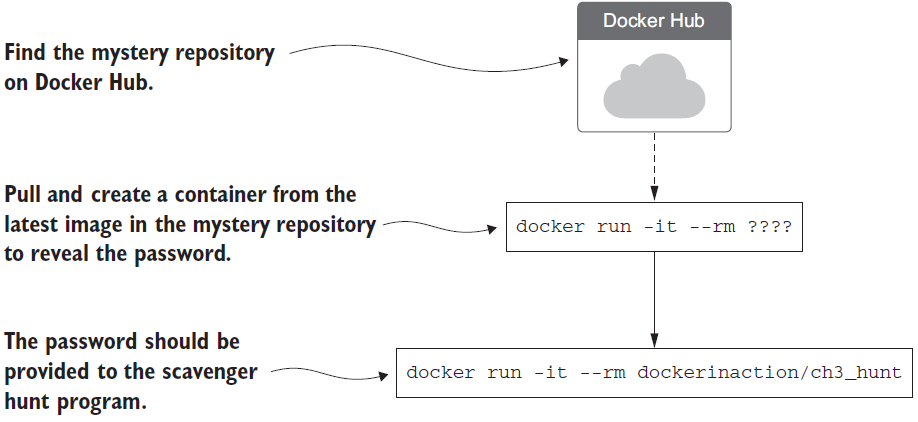 Docker Hub
Find the mystery repository
on Docker Hub.
Pull and create a container from the
latest image in the mystery repository
to reveal the password.
docker run -it --rm ????
The password should be
provided to the scavenger
hunt program.
docker run -it --rm dockerinaction/ch3_hunt